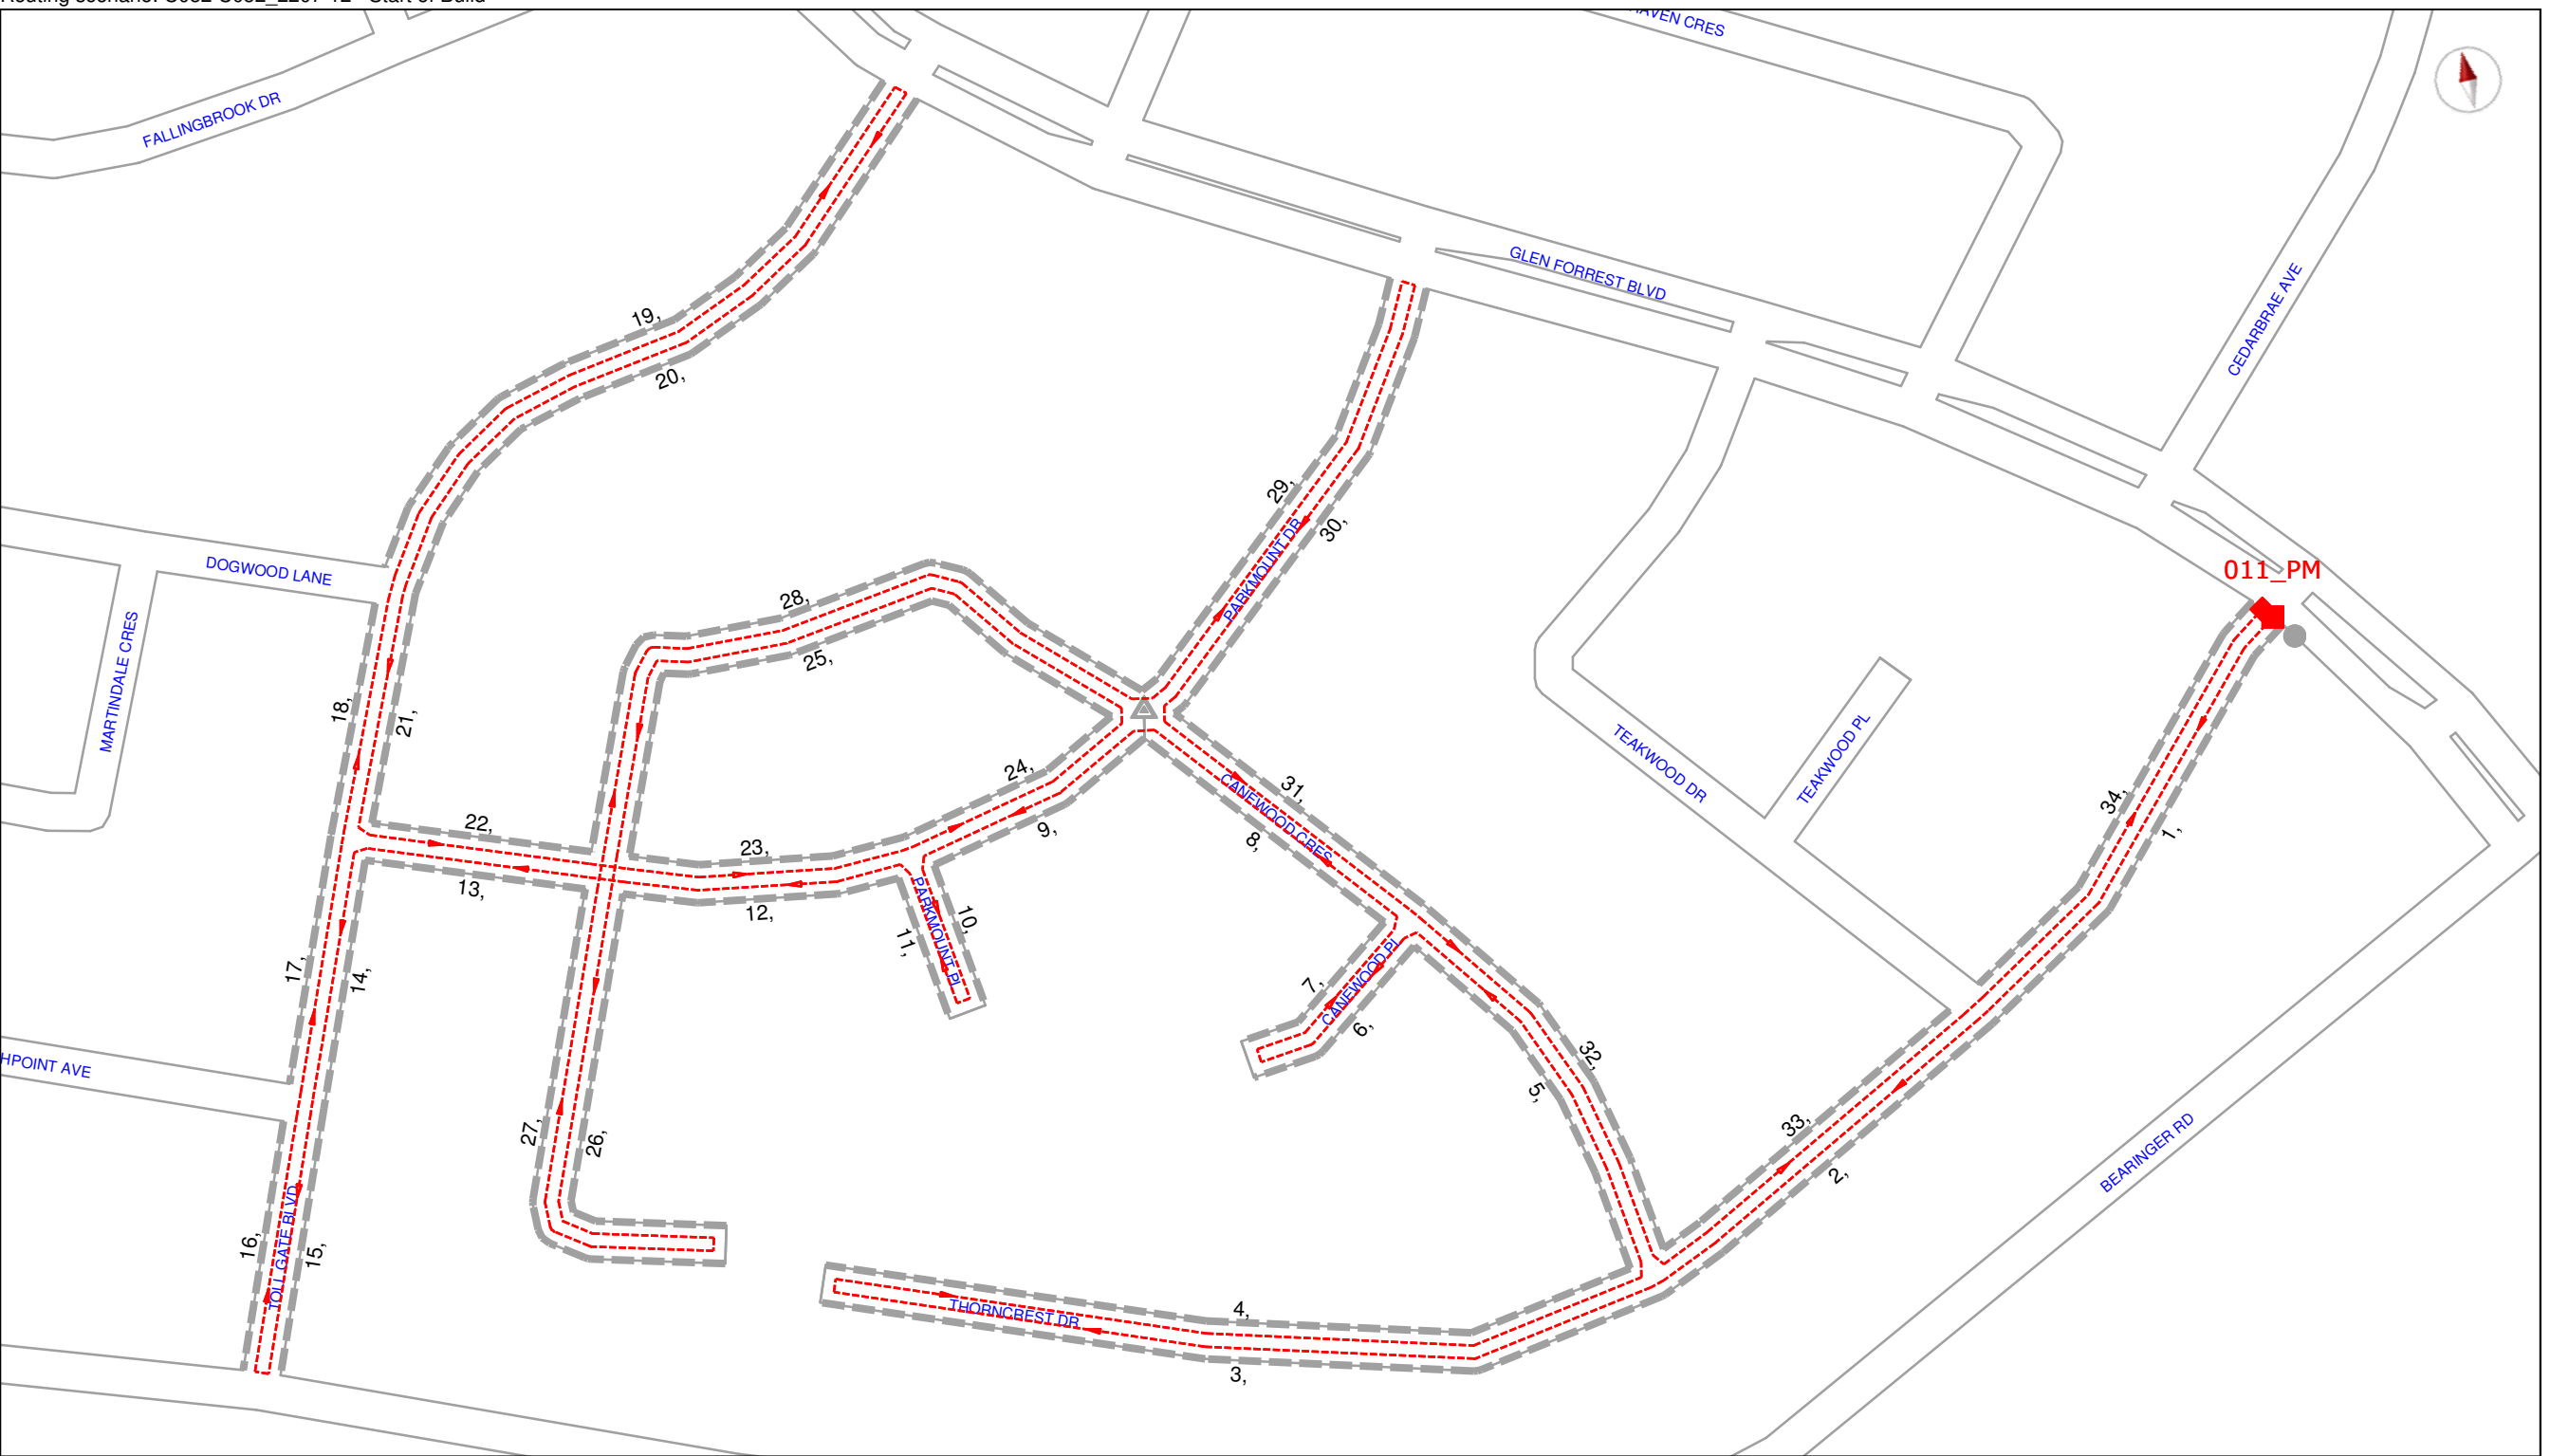 FALLINGBROOK DR
GLEN FORREST BLVD
CEDARBRAE AVE
011_PM
19,
20,
29,
30,
PARKMOUNT DR
DOGWOOD LANE
MARTINDALE CRES
28,
25,
18,
21,
TEAKWOOD DR
TEAKWOOD PL
24,
31,
CANEWOOD CRES
8,
34,
1,
22,
23,
9,
13,
12,
PARKMOUNT Pl
10,
11,
17,
14,
7,
CANEWOOD Pl
6,
32,
5,
27,
26,
33,
2,
BEARINGER RD
16,
15,
TOLLGATE BLVD
4,
THORNCREST DR
3,